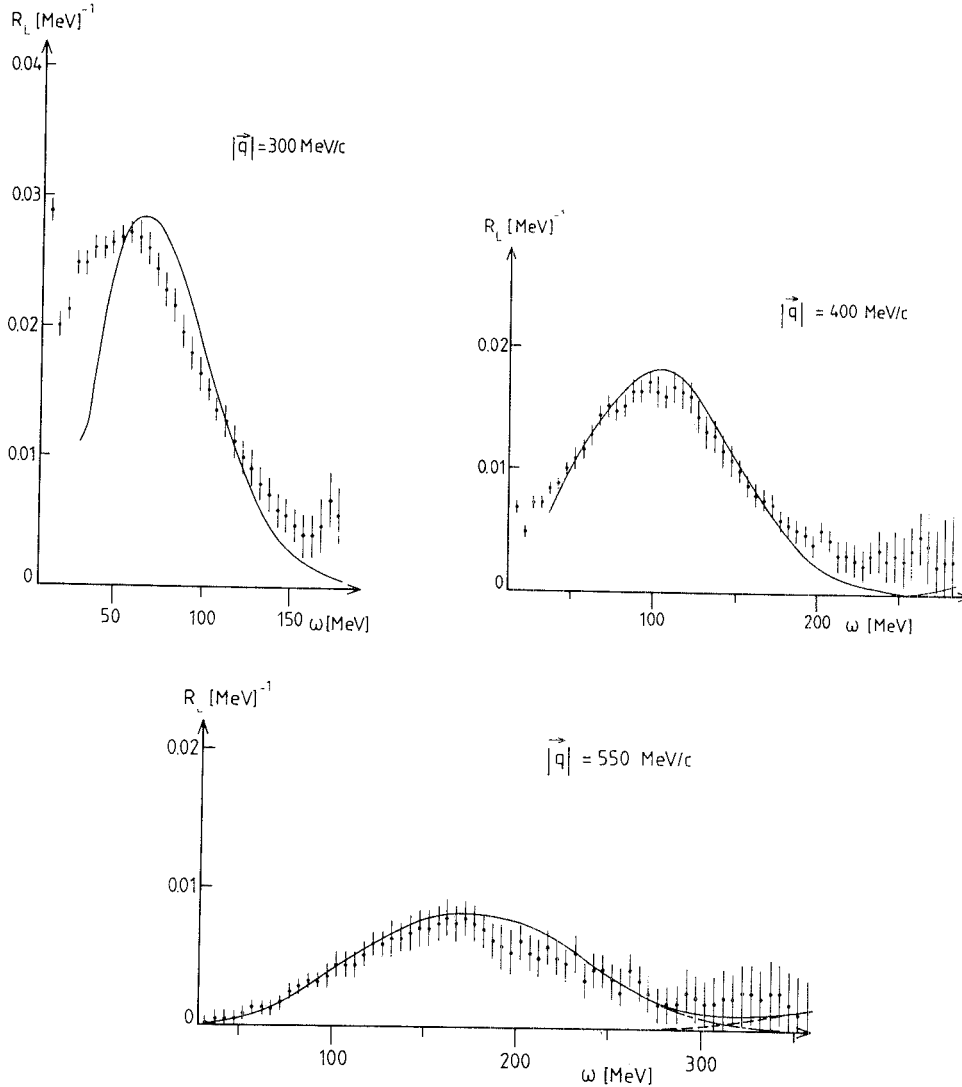 R_L [MeV]^-1
0.04
|q⃗| = 300 MeV/c
0.03
0.02
0.01
0
50
100
150
ω [MeV]
R_L [MeV]^-1
|q⃗| = 400 MeV/c
0.02
0.01
0
100
200
ω [MeV]
R_L [MeV]^-1
|q⃗| = 550 MeV/c
0.02
0.01
0
100
200
300
ω [MeV]